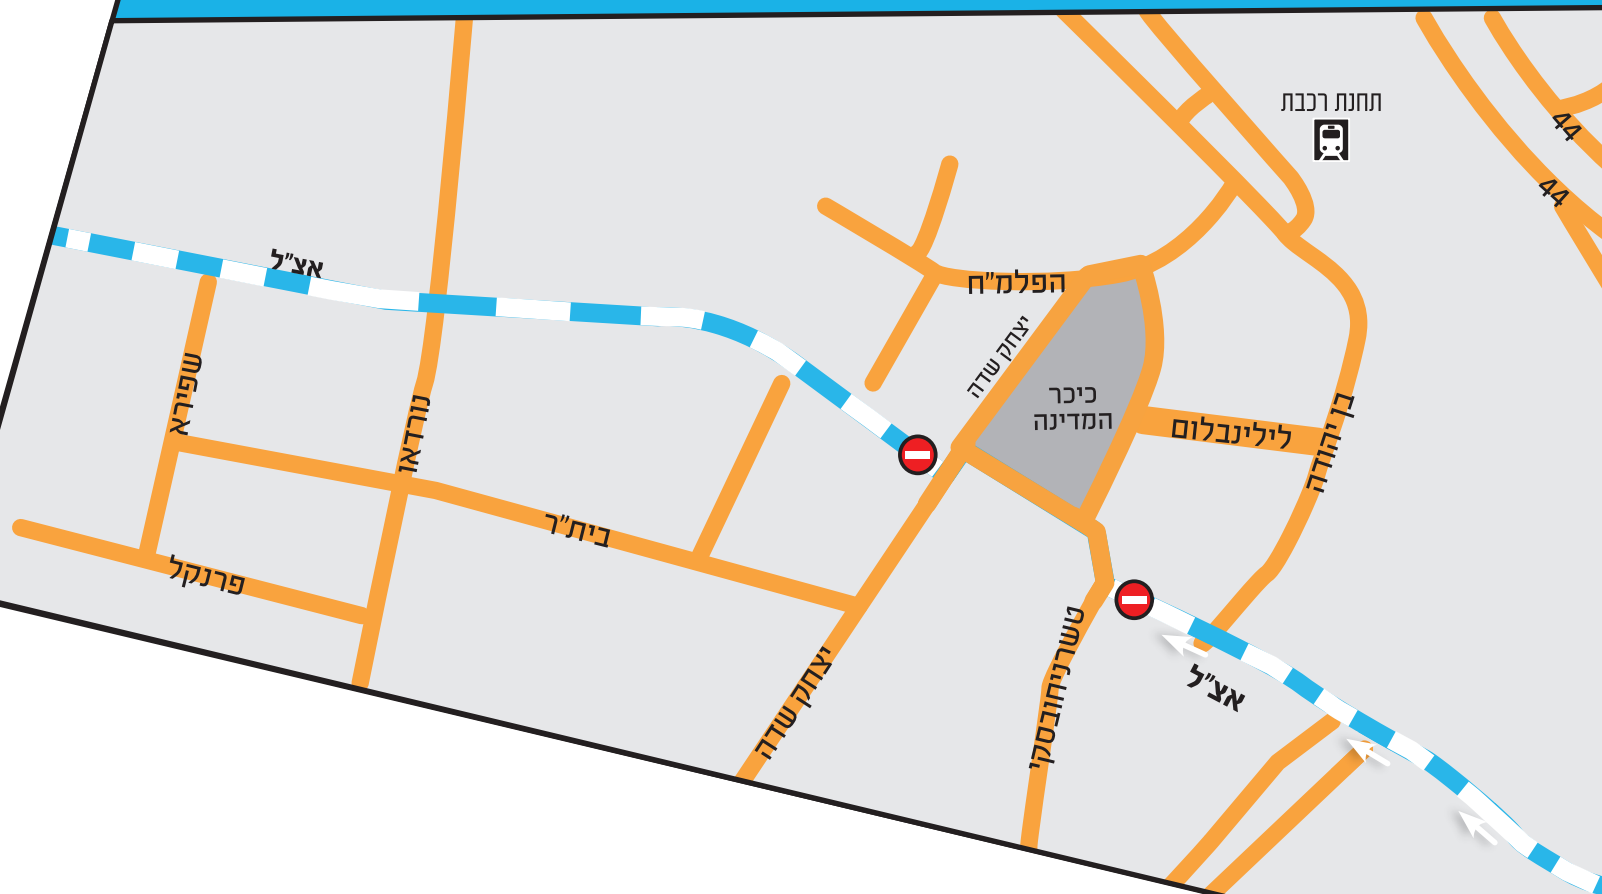 תחנת רכבת
44
44
אצ"ל
הפלמ"ח
יצחק שדה
כיכר
המדינה
לילינבלום
בן יהודה
שפירא
נורדאו
בית"ר
פרנקל
יצחק שדה
טשרניחובסקי
אצ"ל